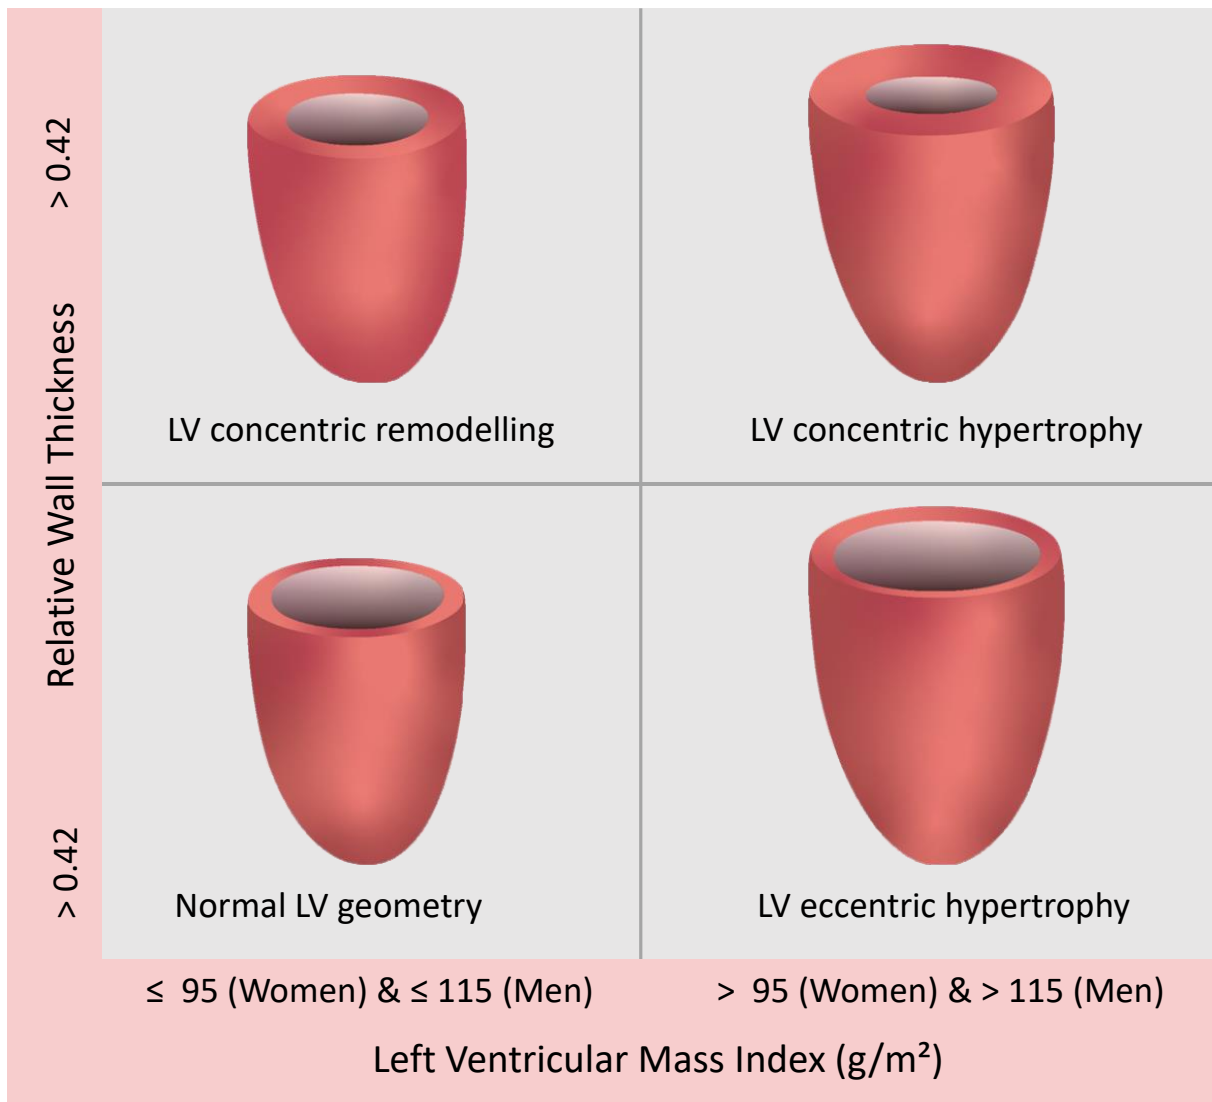 > 0.42
Relative Wall Thickness
> 0.42
LV concentric remodelling
LV concentric hypertrophy
Normal LV geometry
LV eccentric hypertrophy
≤ 95 (Women) & ≤ 115 (Men)
> 95 (Women) & > 115 (Men)
Left Ventricular Mass Index (g/m²)